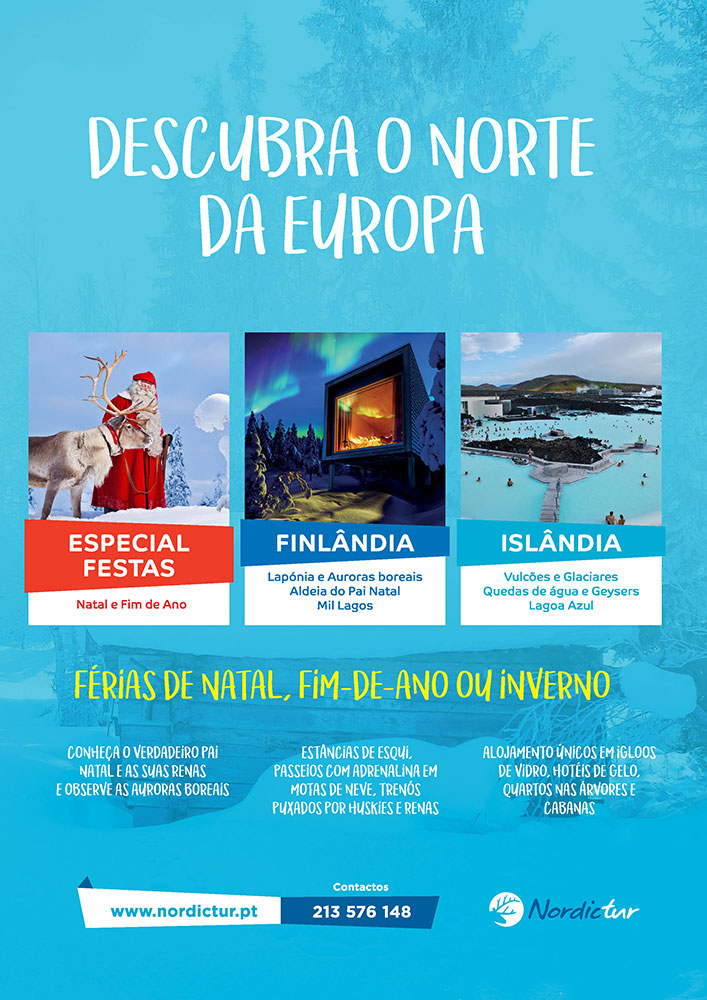 DESCUBRA O NORTE
DA EUROPA
ESPECIAL
FESTAS
Natal e Fim de Ano
FINLÂNDIA
Lapónia e Auroras boreais
Aldeia do Pai Natal
Mil Lagos
ISLÂNDIA
Vulcões e Glaciares
Quedas de água e Geysers
Lagoa Azul
FÉRIAS DE NATAL, FIM-DE-ANO OU INVERNO
CONHEÇA O VERDADEIRO PAI
NATAL E AS SUAS RENAS
E OBSERVE AS AURORAS BOREAIS
ESTÂNCIAS DE ESQUI,
PASSEIOS COM ADRENALINA EM
MOTAS DE NEVE, TRENÓS
PUXADOS POR HUSKIES E RENAS
ALOJAMENTO ÚNICOS EM IGLOOS
DE VIDRO, HOTÉIS DE GELO,
QUARTOS NAS ÁRVORES E
CABANAS
Contactos
www.nordictur.pt
213 576 148
Nordictur